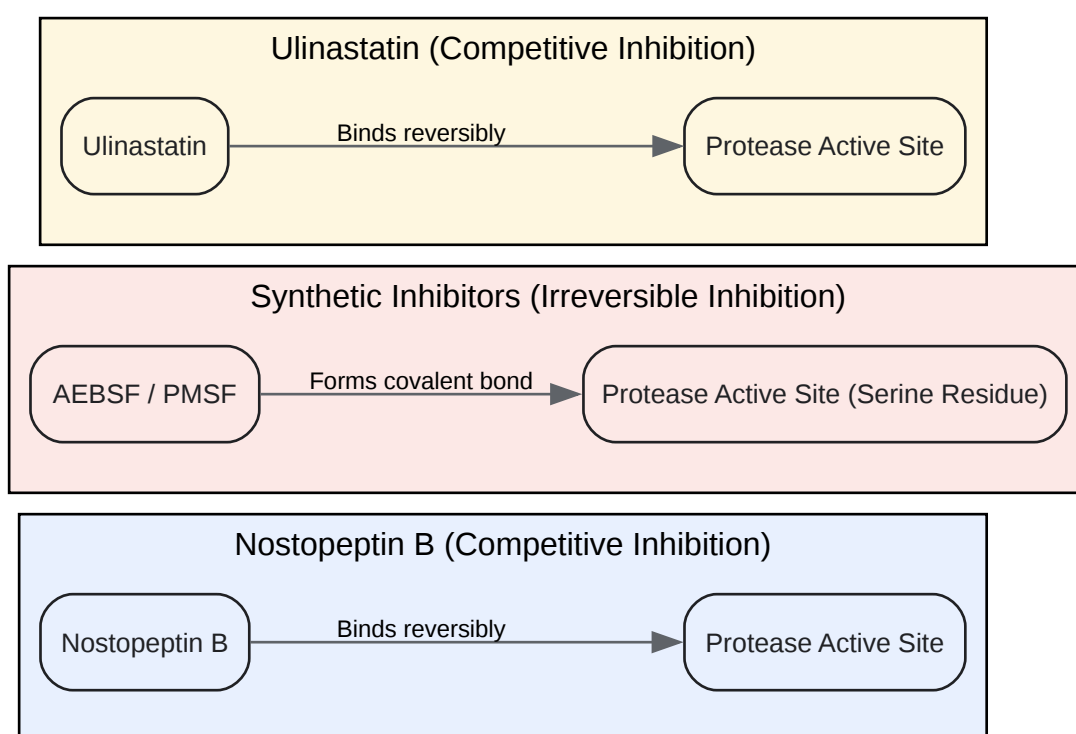 Ulinastatin (Competitive Inhibition)
Ulinastatin
Binds reversibly
Protease Active Site
Synthetic Inhibitors (Irreversible Inhibition)
AEBSF / PMSF
Forms covalent bond
Protease Active Site (Serine Residue)
Nostopeptin B (Competitive Inhibition)
Nostopeptin B
Binds reversibly
Protease Active Site